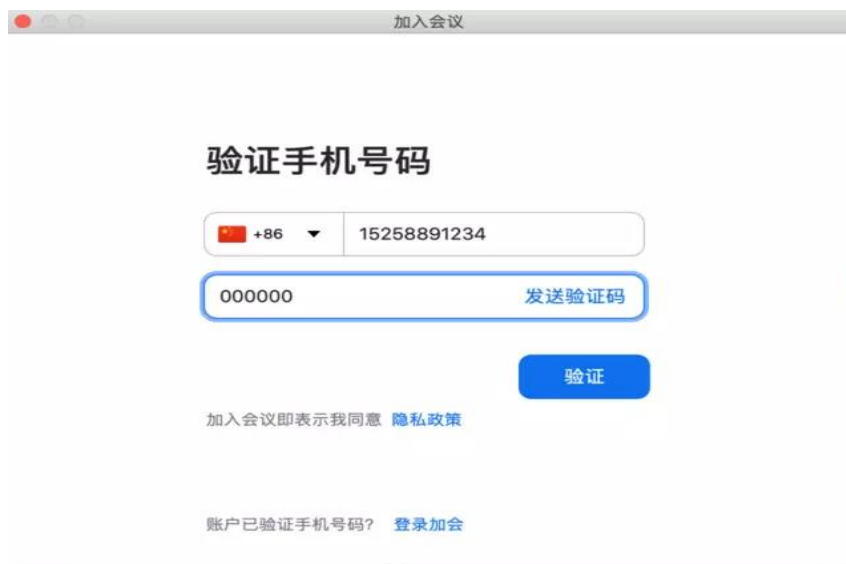 加入会议
验证手机号码
+86 15258891234
000000 发送验证码
验证
加入会议即表示我同意 隐私政策
账户已验证手机号码? 登录加会